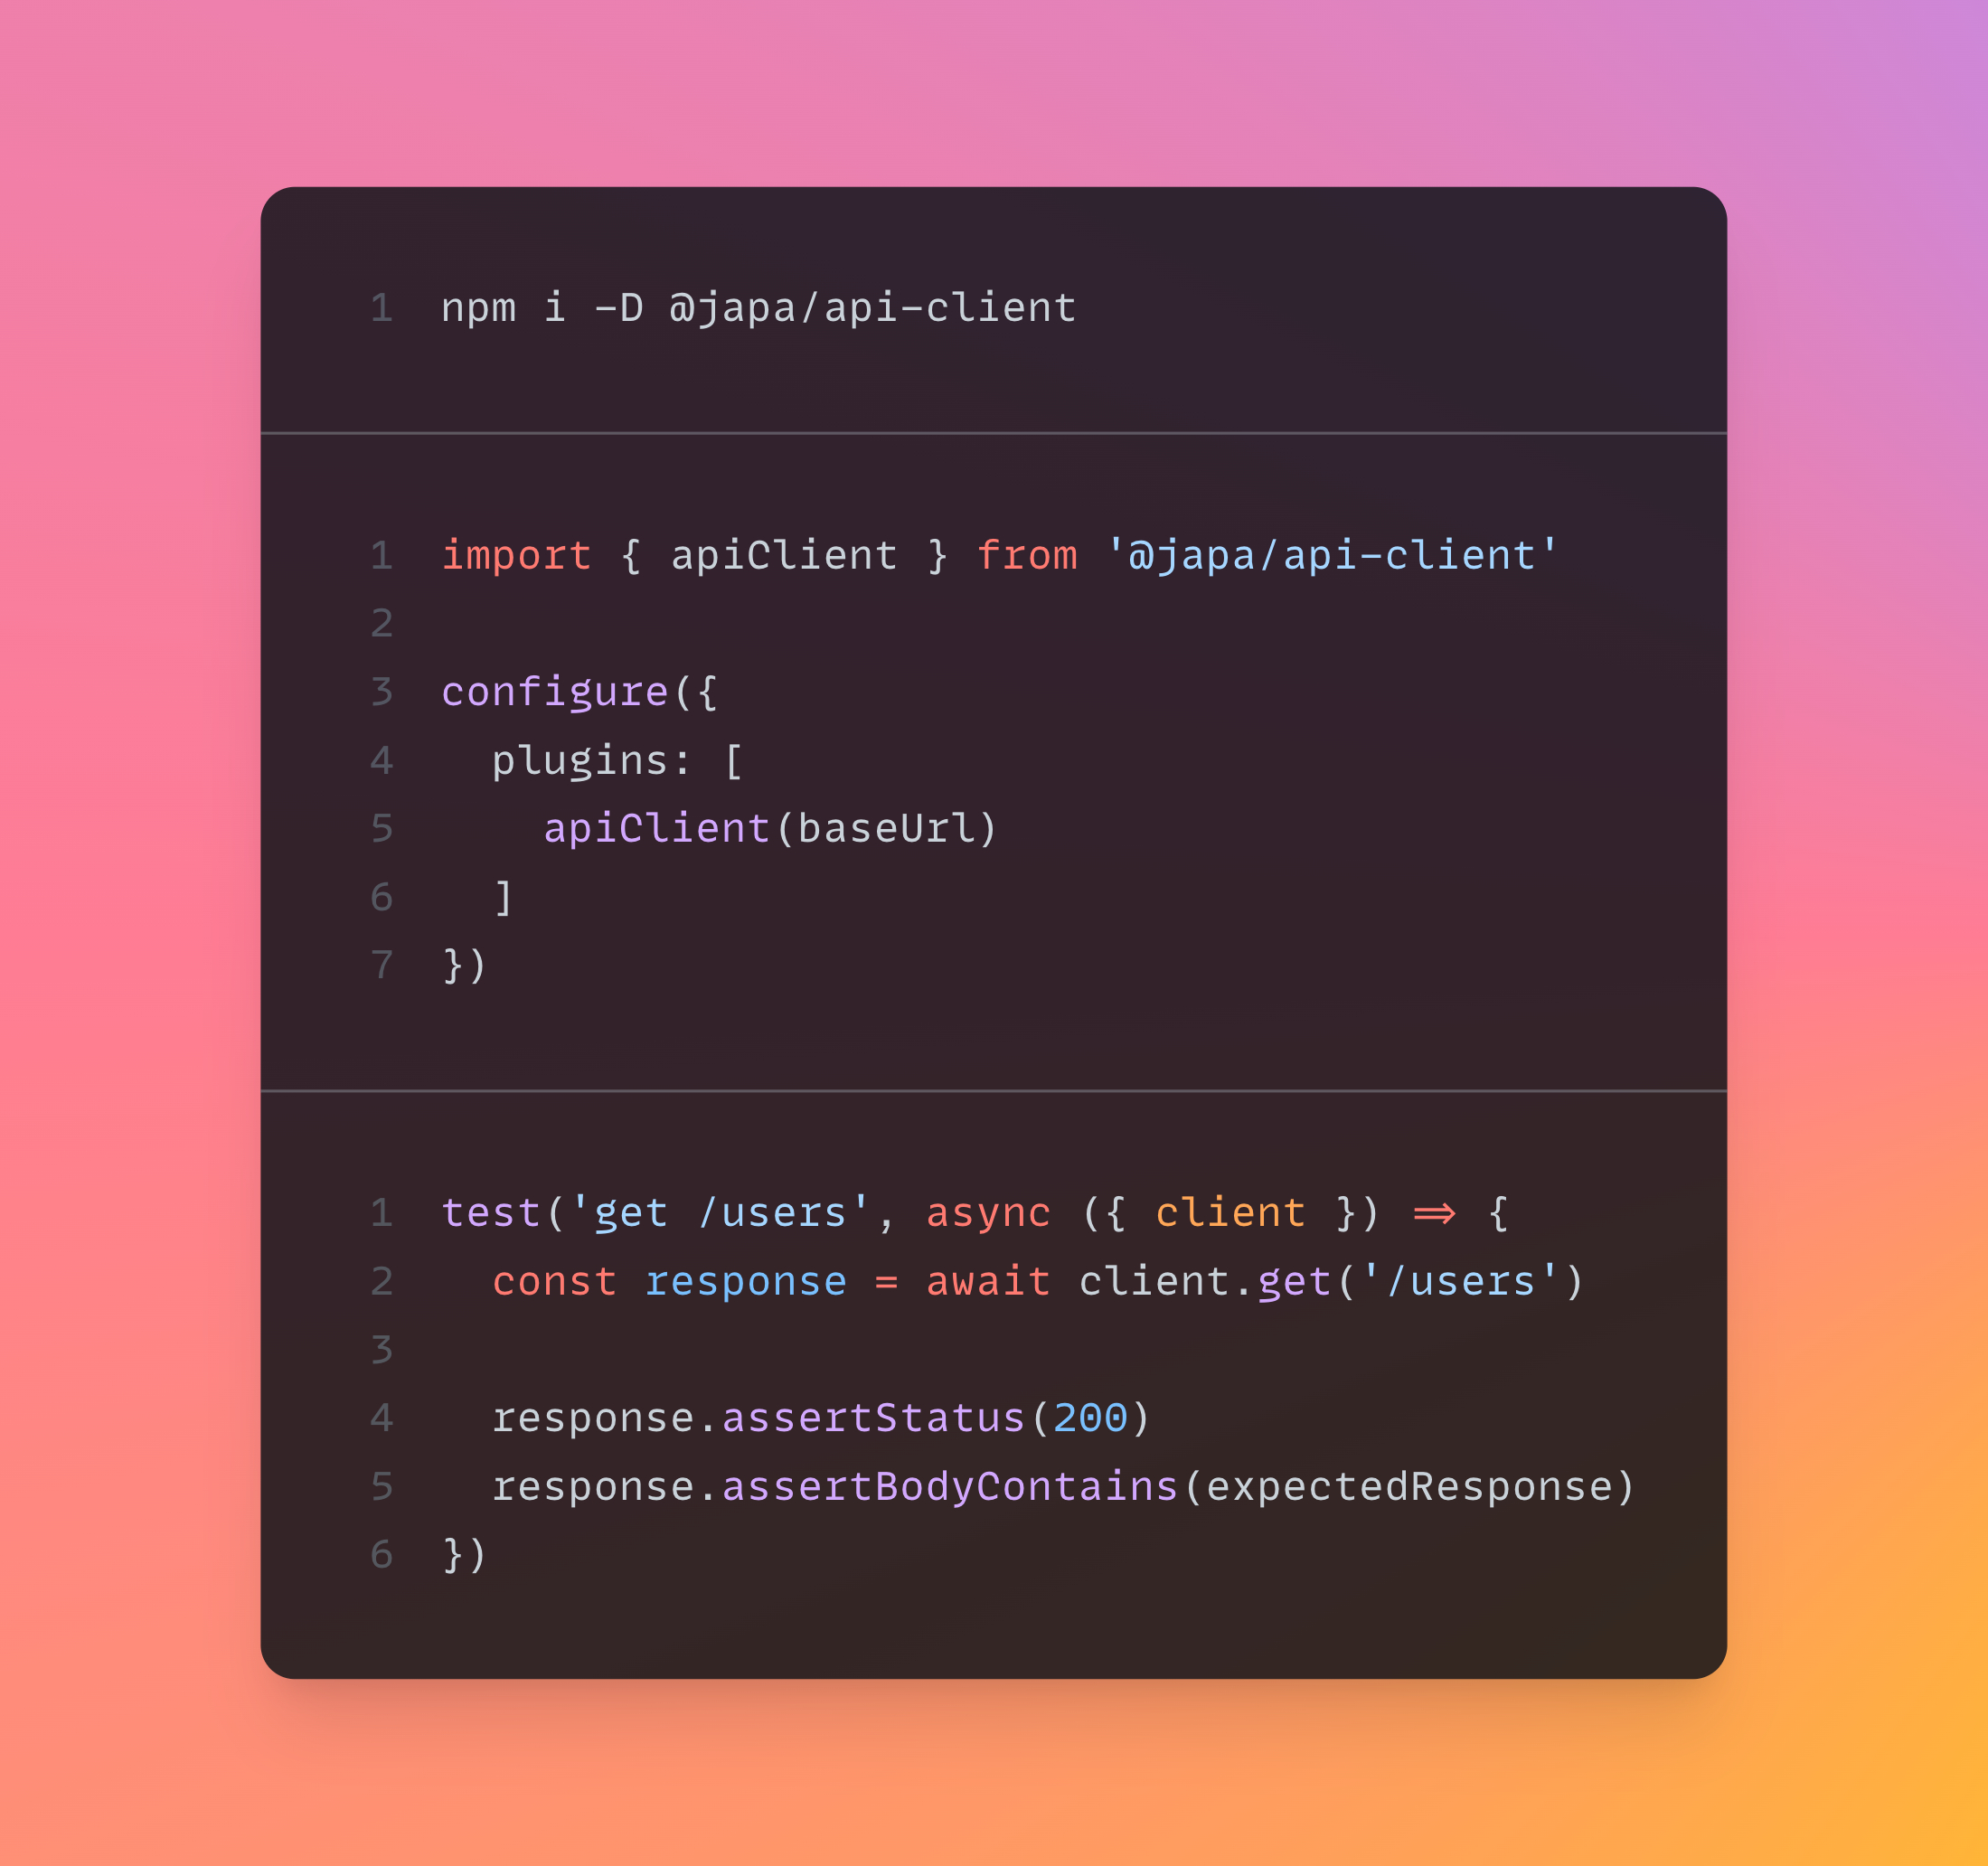 1 npm i -D @japa/api-client
1 import { apiClient } from '@japa/api-client'
2
3 configure({
4   plugins: [
5     apiClient(baseUrl)
6   ]
7 })
1 test('get /users', async ({ client }) => {
2   const response = await client.get('/users')
3
4   response.assertStatus(200)
5   response.assertBodyContains(expectedResponse)
6 })